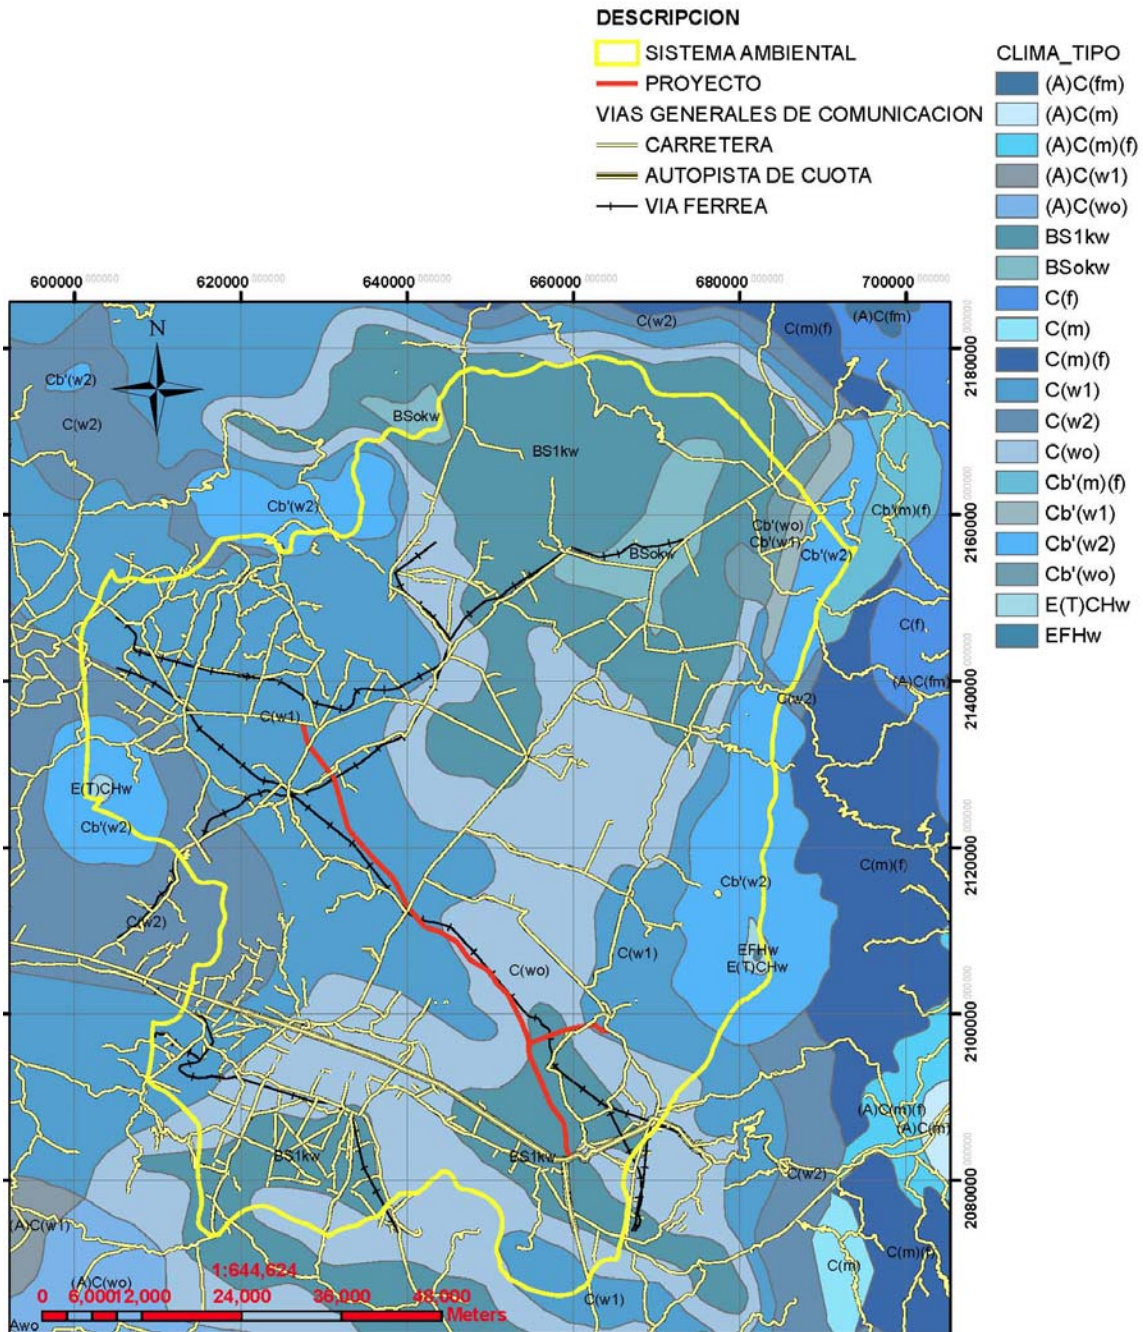 DESCRIPCION
SISTEMA AMBIENTAL
PROYECTO
VIAS GENERALES DE COMUNICACION
CARRETERA
AUTOPISTA DE CUOTA
VIA FERREA
CLIMA_TIPO
(A)C(fm)
(A)C(m)
(A)C(m)(f)
(A)C(w1)
(A)C(wo)
BS1kw
BSokw
C(f)
C(m)
C(m)(f)
C(w1)
C(w2)
C(wo)
Cb'(m)(f)
Cb'(w1)
Cb'(w2)
Cb'(wo)
E(T)CHw
EFHw
600000 620000 640000 660000 680000 700000
2180000
2160000
2140000
2120000
2100000
2080000
N
C(w2)
C(m)(f)
(A)C(fm)
Cb'(w2)
C(w2)
BSokw
BS1kw
Cb'(w2)
Cb'(m)(f)
Cb'(wo)
Cb'(w1)
BSokw
Cb'(w2)
C(f)
(A)C(fm)
C(w2)
C(w1)
E(T)CHw
Cb'(w2)
C(m)(f)
Cb'(w2)
C(w2)
EFHw
E(T)CHw
C(w1)
C(wo)
(A)C(m)(f)
(A)C(m)
BS1kw
BS1kw
C(w2)
(A)C(w1)
C(m)(f)
C(m)
(A)C(wo)
C(w1)
Awo
1:644,624
0 6,000 12,000 24,000 36,000 48,000
Meters